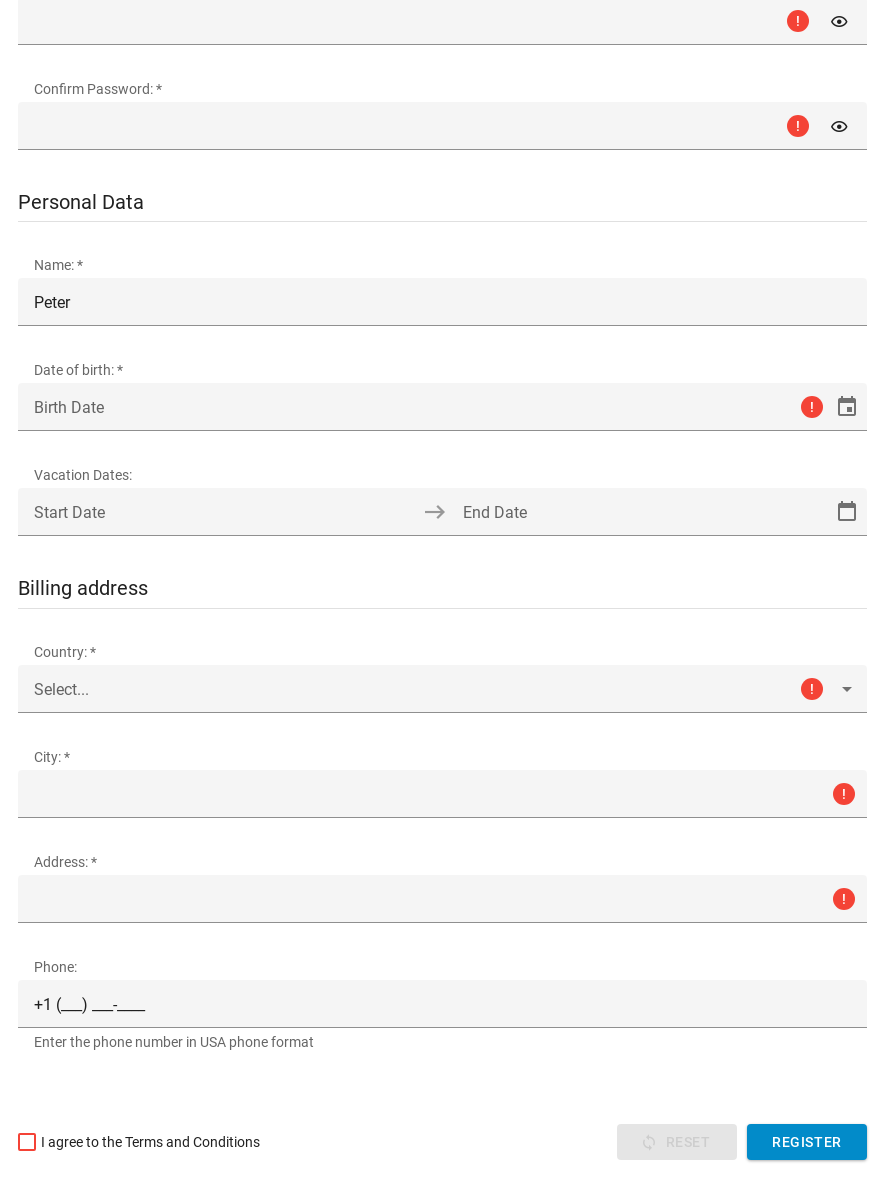 Confirm Password: *
Personal Data
Name: *
Peter
Date of birth: *
Birth Date
Vacation Dates:
Start Date End Date
Billing address
Country: *
Select...
City: *
Address: *
Phone:
+1 (___) ___-____
Enter the phone number in USA phone format
I agree to the Terms and Conditions RESET REGISTER